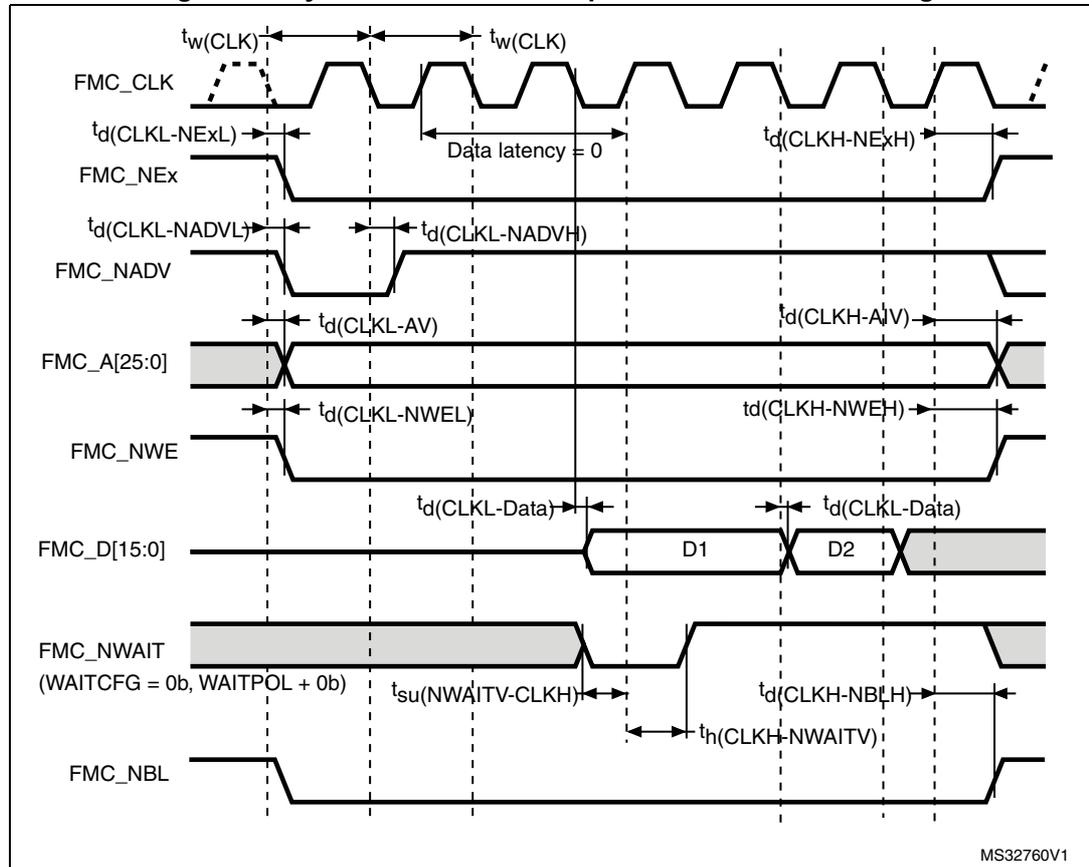 tw(CLK) tw(CLK)
FMC_CLK
td(CLKL-NExL) td(CLKH-NExH)
Data latency = 0
FMC_NEx
td(CLKL-NADVL) td(CLKL-NADVH)
FMC_NADV
td(CLKL-AV) td(CLKH-AIV)
FMC_A[25:0]
td(CLKL-NWEL) td(CLKH-NWEH)
FMC_NWE
td(CLKL-Data) td(CLKL-Data)
FMC_D[15:0] D1 D2
FMC_NWAIT
(WAITCFG = 0b, WAITPOL + 0b)
tsu(NWAITV-CLKH) td(CLKH-NBLH)
th(CLKH-NWAITV)
FMC_NBL
MS32760V1